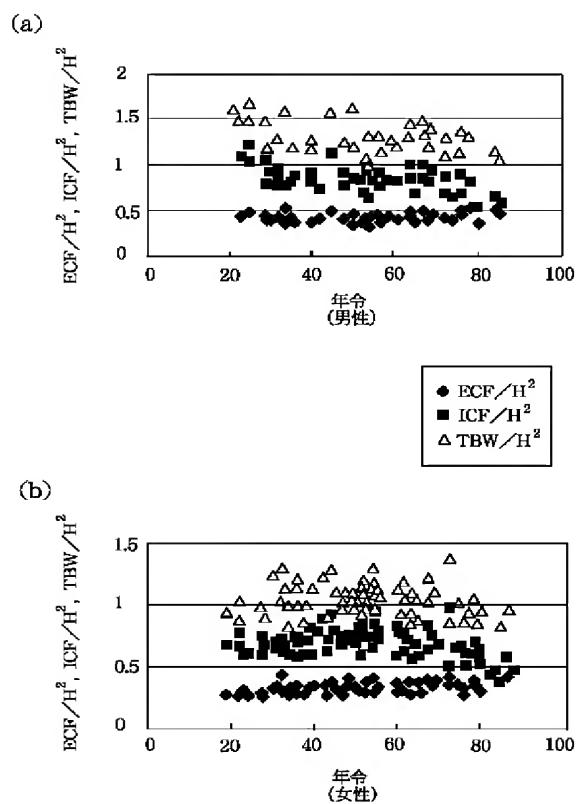 (a)
ECF/H², ICF/H², TBW/H²
2
1.5
1
0.5
0
0 20 40 60 80 100
年令
(男性)
◆ ECF/H²
■ ICF/H²
△ TBW/H²
(b)
ECF/H², ICF/H², TBW/H²
1.5
1
0.5
0
0 20 40 60 80 100
年令
(女性)